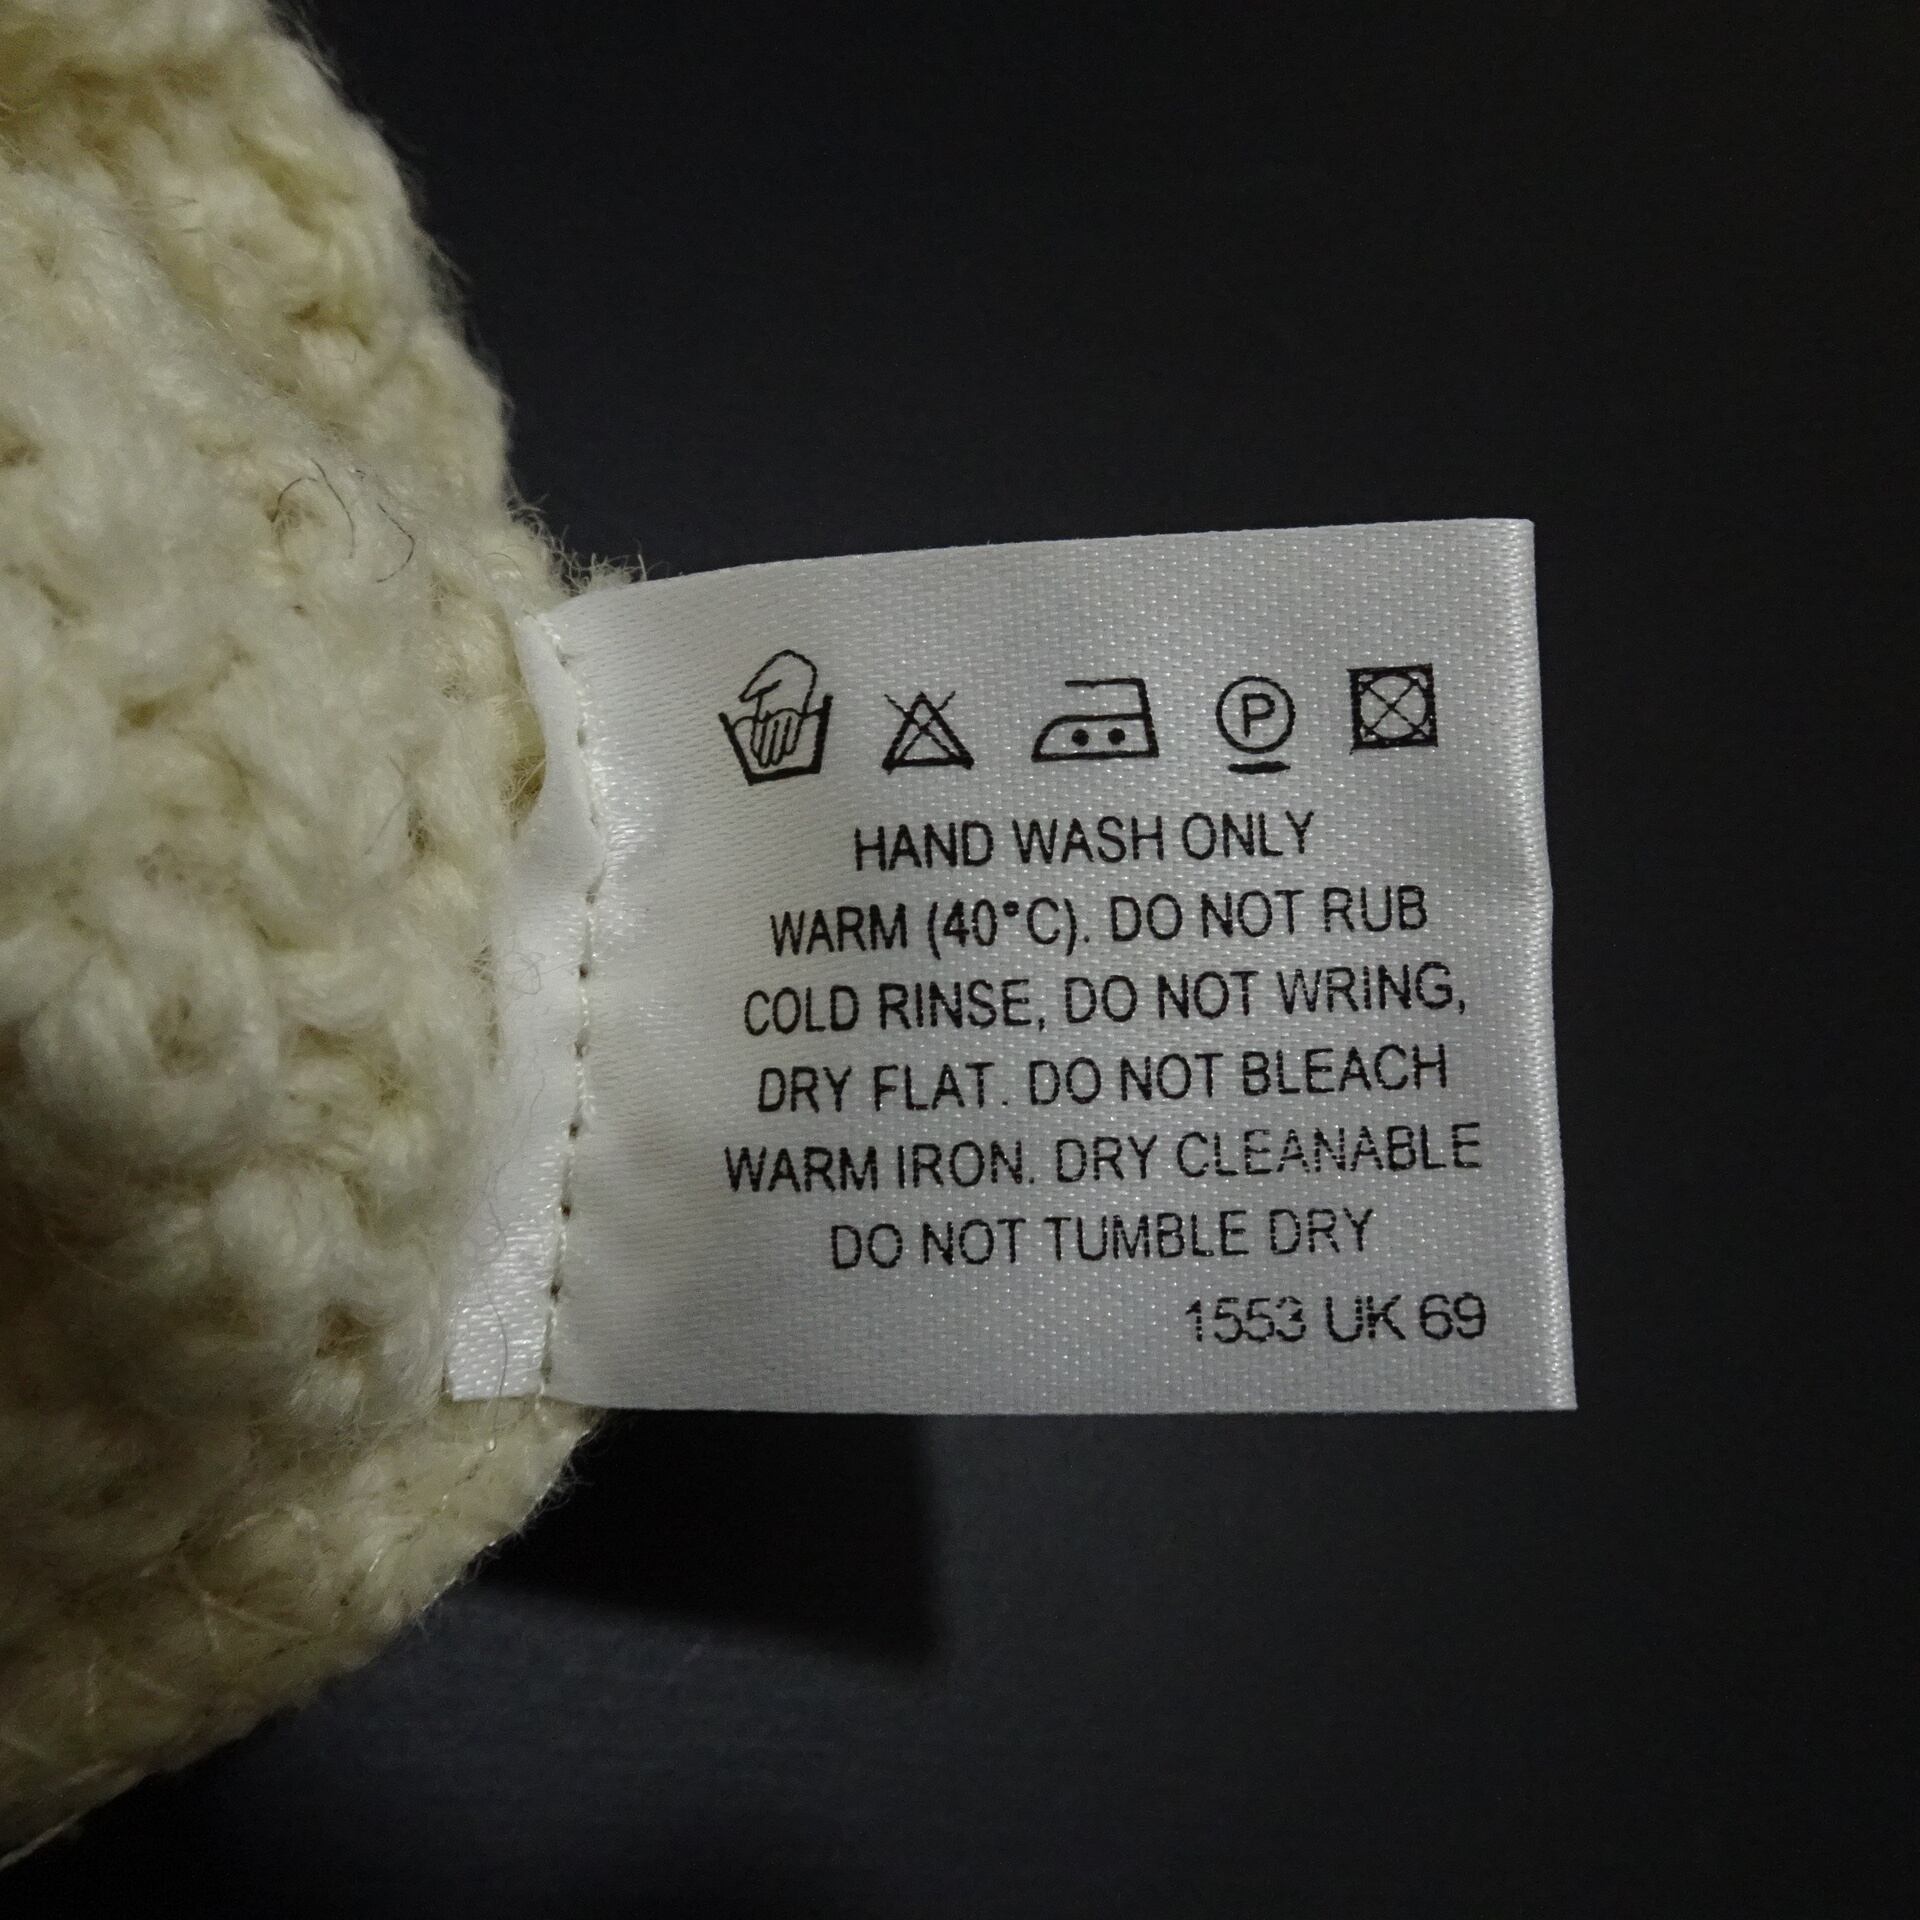 P
HAND WASH ONLY
WARM (40°C). DO NOT RUB
COLD RINSE, DO NOT WRING,
DRY FLAT. DO NOT BLEACH
WARM IRON. DRY CLEANABLE
DO NOT TUMBLE DRY
1553 UK 69